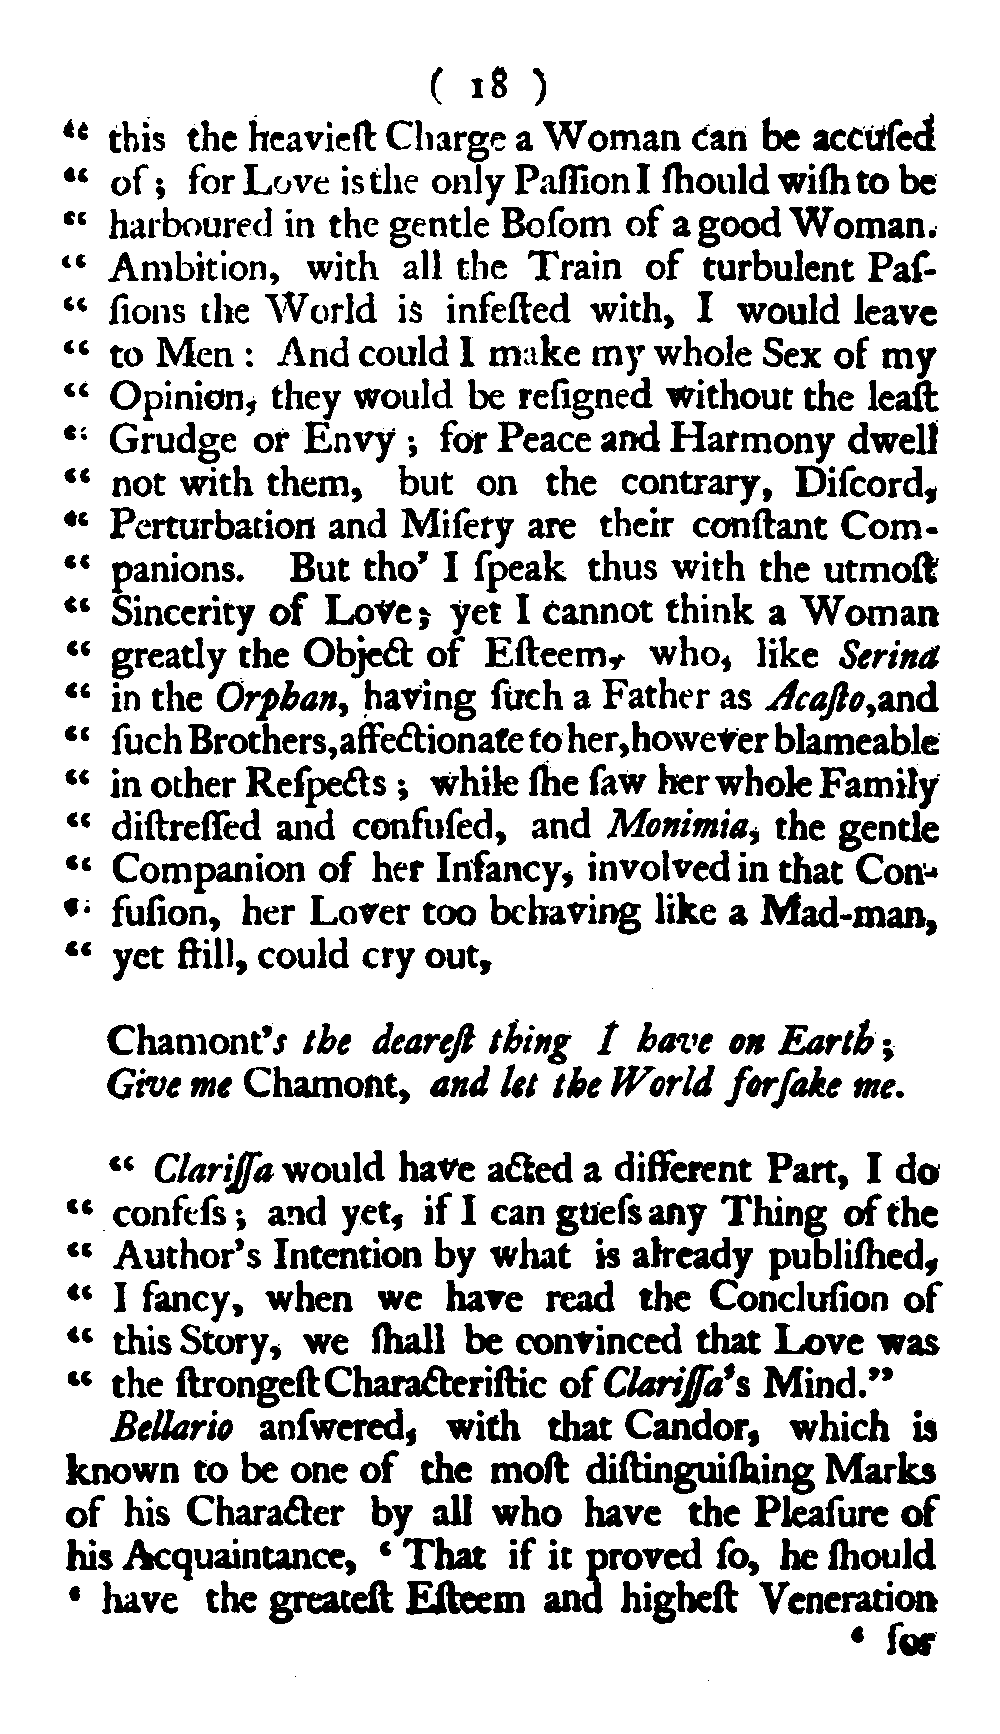 ( 18 )
“ this the heavieſt Charge a Woman can be accuſed
“ of; for Love is the only Paſſion I ſhould wiſh to be
“ harboured in the gentle Boſom of a good Woman.
“ Ambition, with all the Train of turbulent Paſ-
“ ſions the World is infeſted with, I would leave
“ to Men : And could I make my whole Sex of my
“ Opinion, they would be reſigned without the leaſt
“ Grudge or Envy ; for Peace and Harmony dwell
“ not with them, but on the contrary, Diſcord,
“ Perturbation and Miſery are their conſtant Com-
“ panions. But tho’ I ſpeak thus with the utmoſt
“ Sincerity of Love; yet I cannot think a Woman
“ greatly the Object of Eſteem, who, like Serina
“ in the Orphan, having ſuch a Father as Acaſto, and
“ ſuch Brothers, affectionate to her, however blameable
“ in other Reſpects ; while ſhe ſaw her whole Family
“ diſtreſſed and confuſed, and Monimia, the gentle
“ Companion of her Infancy, involved in that Con-
“ fuſion, her Lover too behaving like a Mad-man,
“ yet ſtill, could cry out,
Chamont’s the deareſt thing I have on Earth ;
Give me Chamont, and let the World forſake me.
“ Clariſſa would have acted a different Part, I do
“ confeſs ; and yet, if I can gueſs any Thing of the
“ Author’s Intention by what is already publiſhed,
“ I fancy, when we have read the Concluſion of
“ this Story, we ſhall be convinced that Love was
“ the ſtrongeſt Characteriſtic of Clariſſa’s Mind.”
Bellario anſwered, with that Candor, which is
known to be one of the moſt diſtinguiſhing Marks
of his Character by all who have the Pleaſure of
his Acquaintance, ‘ That if it proved ſo, he ſhould
‘ have the greateſt Eſteem and higheſt Veneration
‘ for